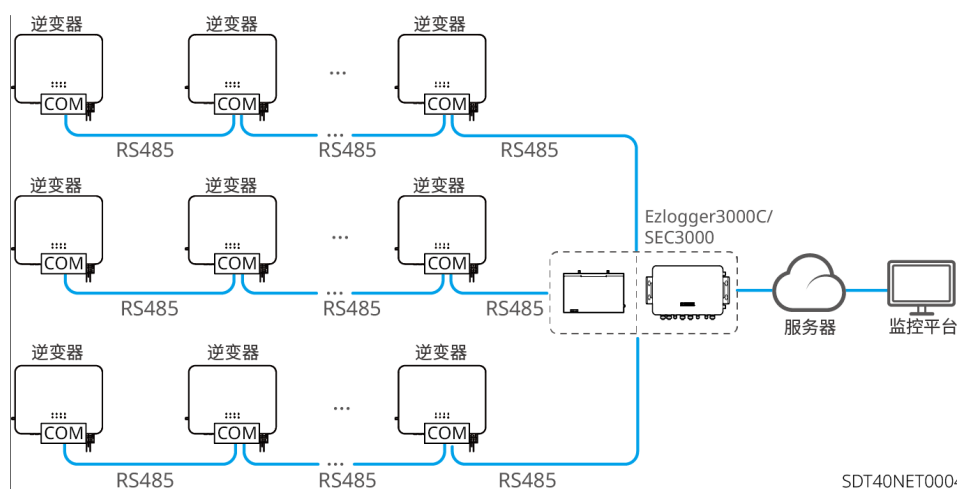 逆变器 逆变器 逆变器
...
COM COM COM
...
RS485 RS485 RS485
逆变器 逆变器 逆变器
...
Ezlogger3000C/
SEC3000
COM COM COM
...
RS485 RS485 RS485
服务器 监控平台
逆变器 逆变器 逆变器
...
COM COM COM
...
RS485 RS485 RS485
SDT40NET0004